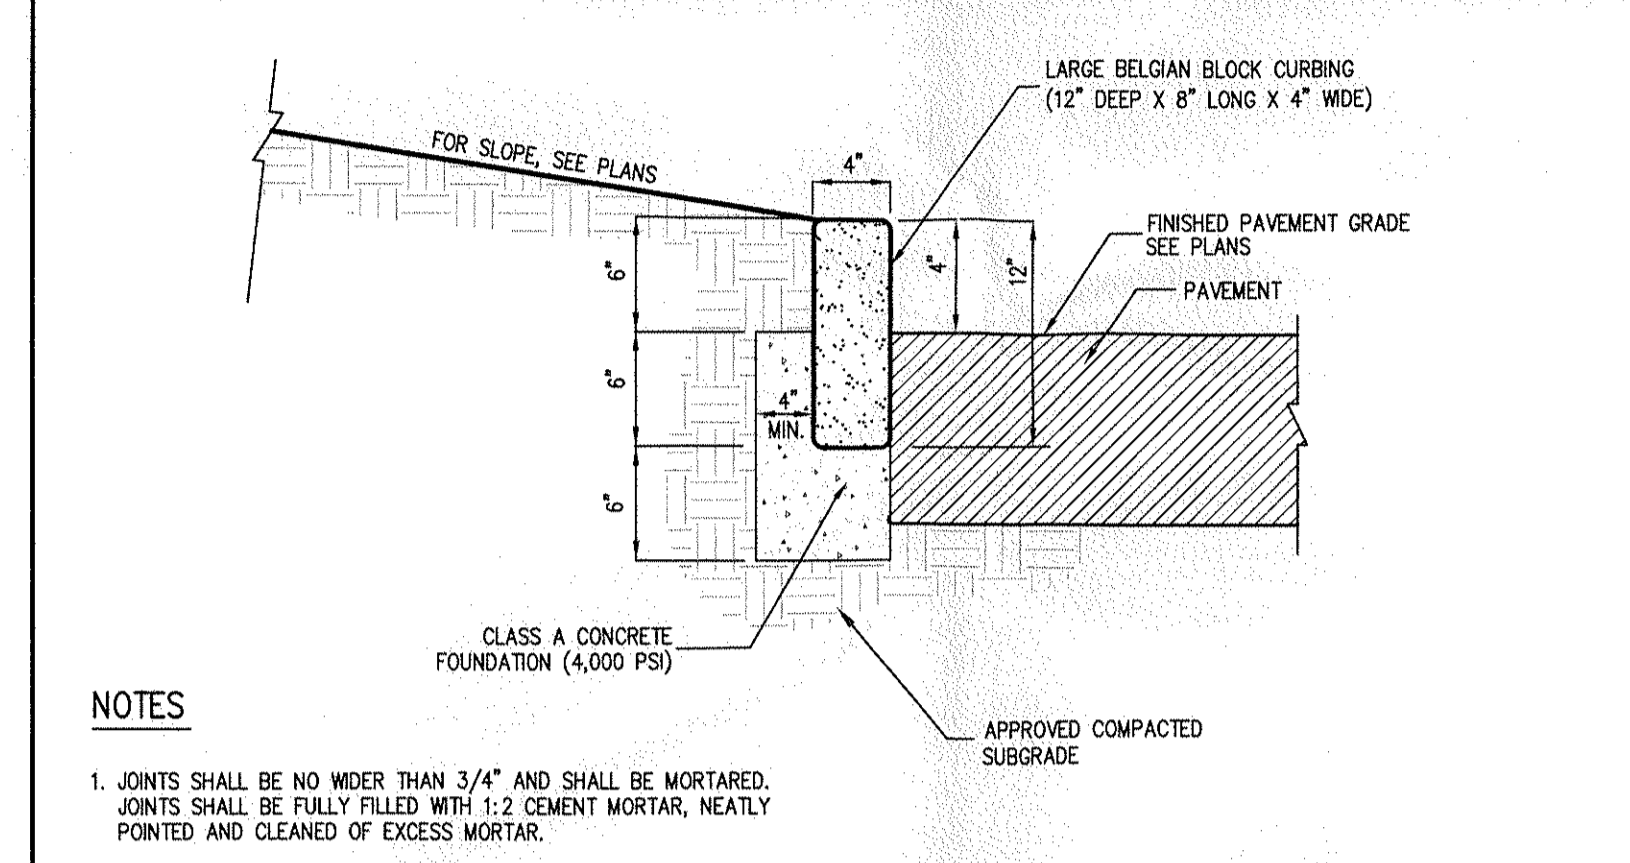 LARGE BELGIAN BLOCK CURBING
(12" DEEP X 8" LONG X 4" WIDE)
FOR SLOPE, SEE PLANS
4"
FINISHED PAVEMENT GRADE
SEE PLANS
6"
4"
12"
PAVEMENT
6"
4"
MIN.
6"
CLASS A CONCRETE
FOUNDATION (4,000 PSI)
APPROVED COMPACTED
SUBGRADE
NOTES
1. JOINTS SHALL BE NO WIDER THAN 3/4" AND SHALL BE MORTARED.
JOINTS SHALL BE FULLY FILLED WITH 1:2 CEMENT MORTAR, NEATLY
POINTED AND CLEANED OF EXCESS MORTAR.